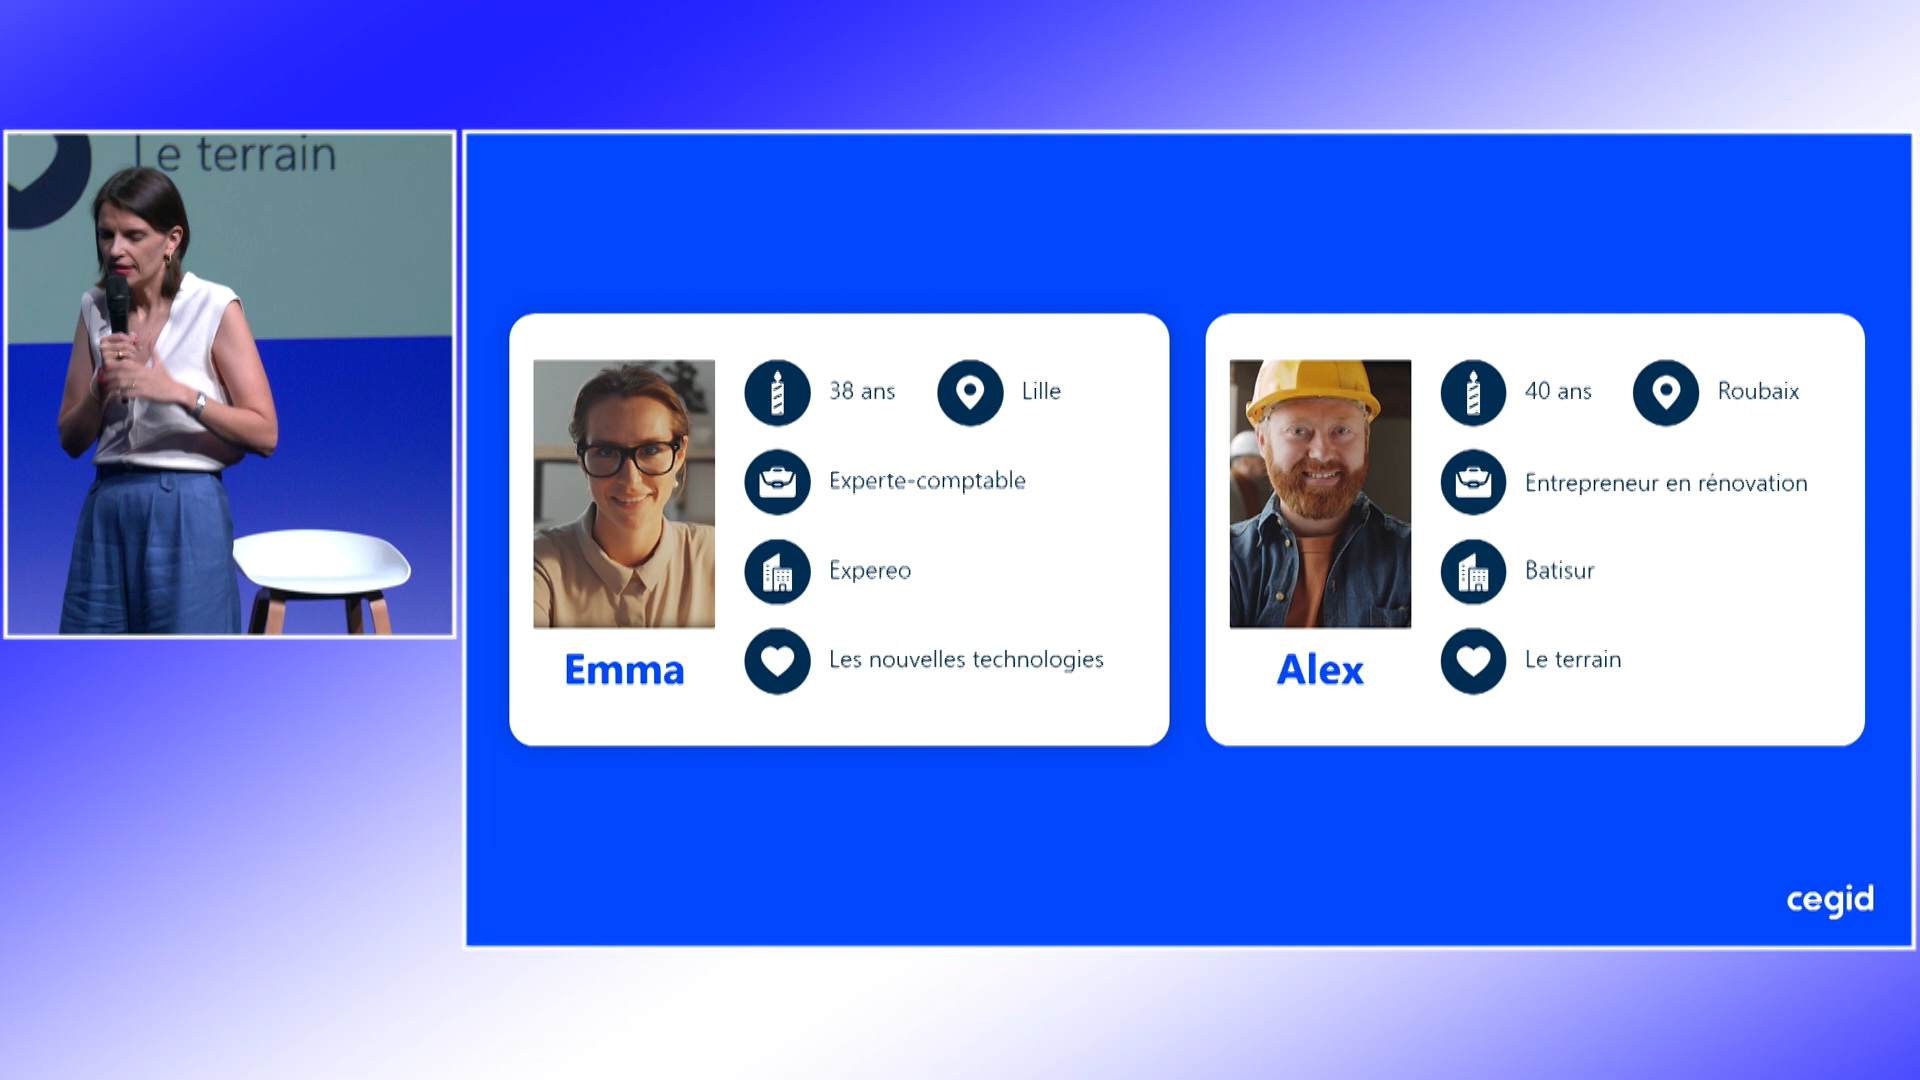 Le terrain
38 ans
Lille
Experte-comptable
Expereo
Les nouvelles technologies
Emma
40 ans
Roubaix
Entrepreneur en rénovation
Batisur
Le terrain
Alex
cegid